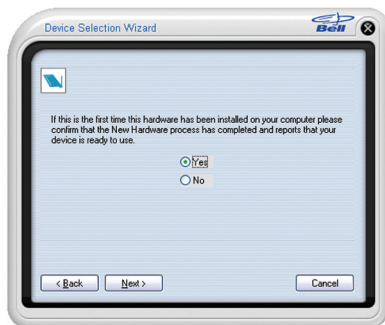 Device Selection Wizard
Bell
If this is the first time this hardware has been installed on your computer please
confirm that the New Hardware process has completed and reports that your
device is ready to use.
Yes
No
< Back
Next >
Cancel